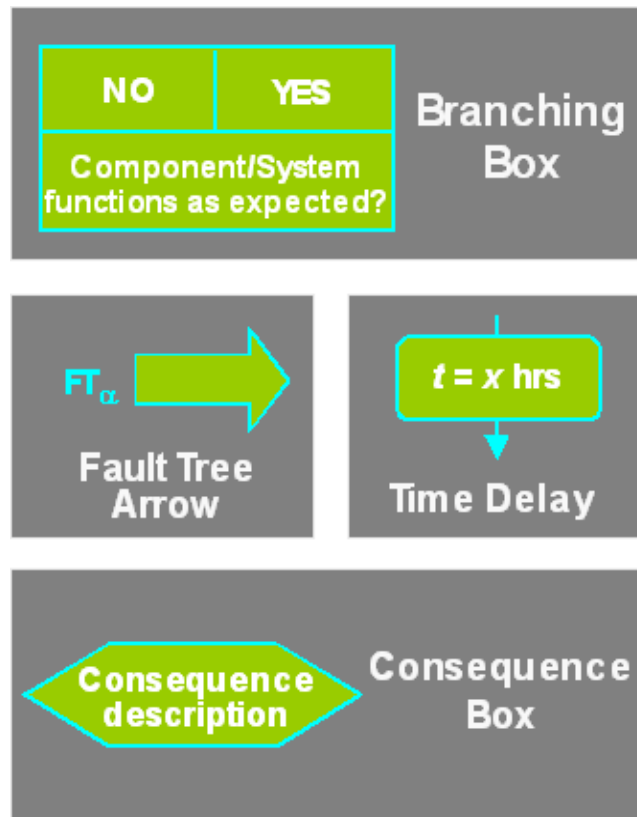 NO YES
Component/System
functions as expected?
Branching
Box
FTα
Fault Tree
Arrow
t = x hrs
Time Delay
Consequence
description
Consequence
Box